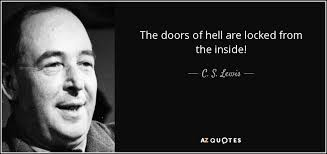 The doors of hell are locked from
the inside!
— C. S. Lewis —
AZ QUOTES